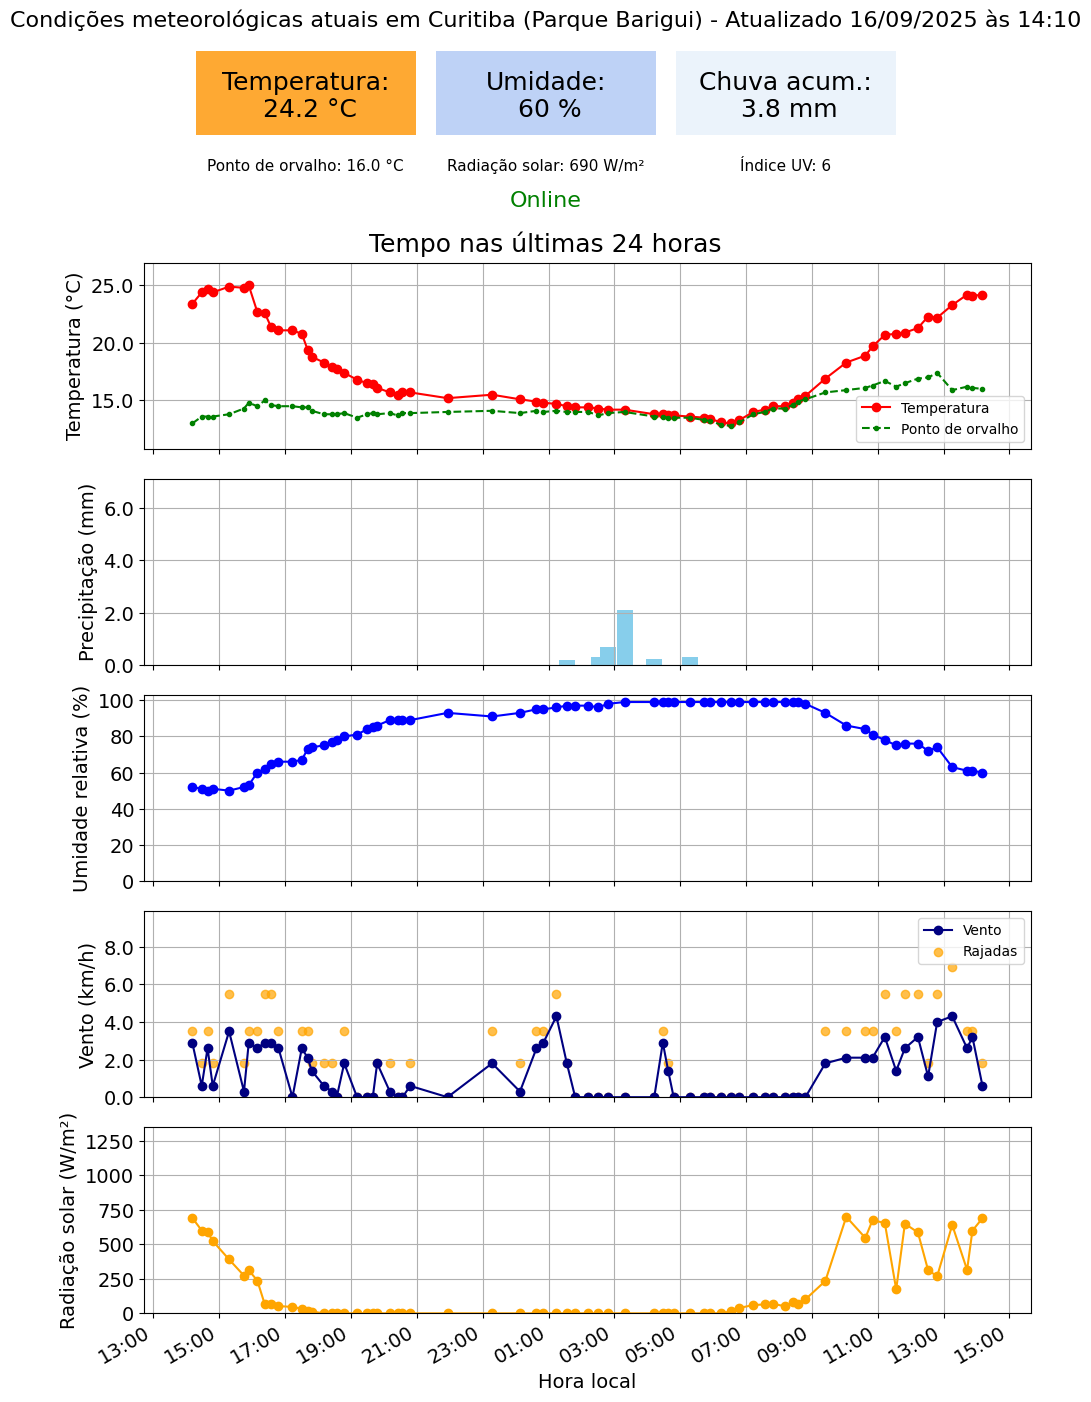 Condições meteorológicas atuais em Curitiba (Parque Barigui) - Atualizado 16/09/2025 às 14:10
Temperatura:
24.2 °C
Umidade:
60 %
Chuva acum.:
3.8 mm
Ponto de orvalho: 16.0 °C
Radiação solar: 690 W/m²
Índice UV: 6
Online
Tempo nas últimas 24 horas
Temperatura (°C)
25.0
20.0
15.0
Temperatura
Ponto de orvalho
Precipitação (mm)
6.0
4.0
2.0
0.0
Umidade relativa (%)
100
80
60
40
20
0
Vento (km/h)
8.0
6.0
4.0
2.0
0.0
Vento
Rajadas
Radiação solar (W/m²)
1250
1000
750
500
250
0
13:00
15:00
17:00
19:00
21:00
23:00
01:00
03:00
05:00
07:00
09:00
11:00
13:00
15:00
Hora local